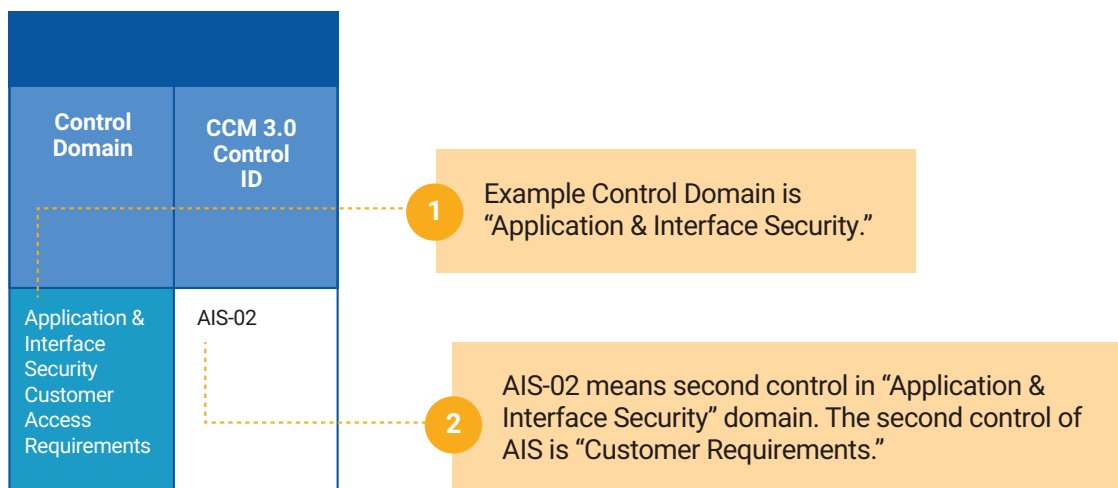 Control
Domain
CCM 3.0
Control
ID
1
Example Control Domain is
“Application & Interface Security.”
Application &
Interface
Security
Customer
Access
Requirements
AIS-02
2
AIS-02 means second control in “Application &
Interface Security” domain. The second control of
AIS is “Customer Requirements.”